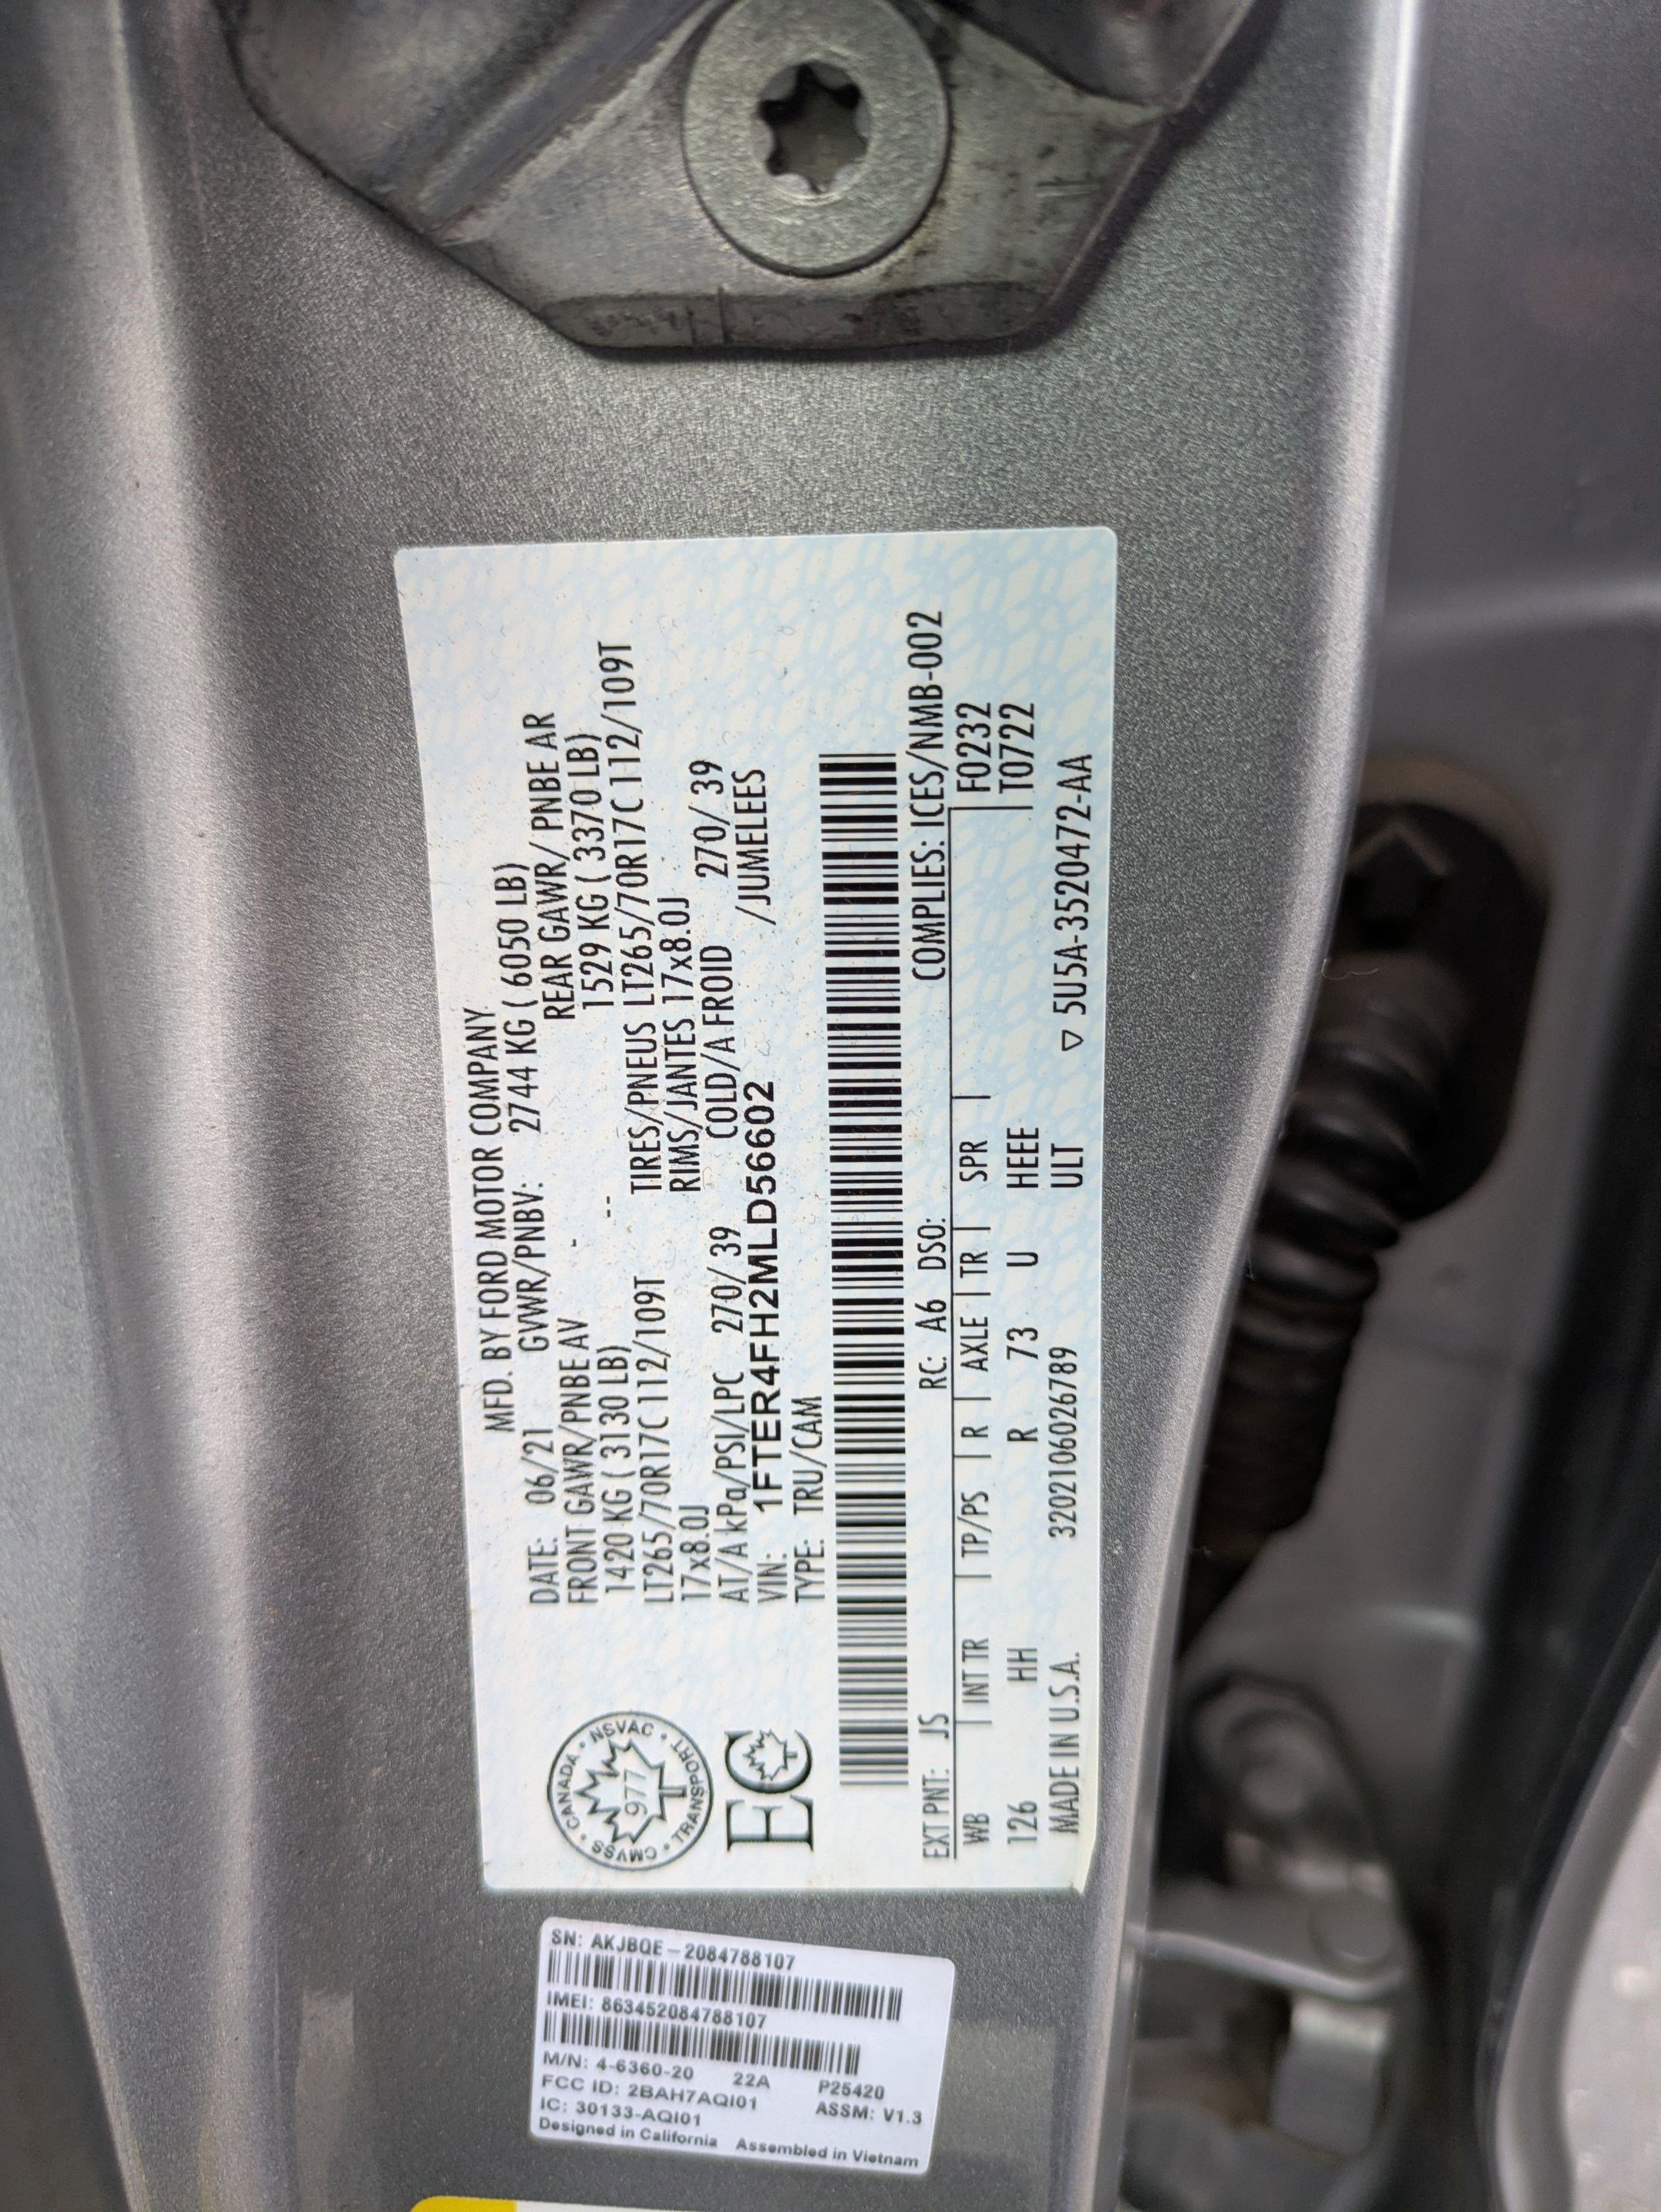 MFD. BY FORD MOTOR COMPANY
DATE: 06/21 GVWR/PNBV: 2744 KG ( 6050 LB)
FRONT GAWR/PNBE AV - -- REAR GAWR/ PNBE AR
1420 KG ( 3130 LB) 1529 KG ( 3370 LB)
LT265/70R17C 112/109T TIRES/PNEUS LT265/70R17C 112/109T
17x8.0J RIMS/JANTES 17x8.0J
AT/A kPa/PSI/LPC 270/ 39 COLD/A FROID 270/ 39
VIN: 1FTER4FH2MLD56602 /JUMELEES
TYPE: TRU/CAM
CANADA • NSVAC • TRANSPORT • CMVSS •
977
EC
EXT PNT: JS RC: A6 DSO: COMPLIES: ICES/NMB-002
WB | INT TR | TP/PS | R | AXLE | TR | SPR | F0232
126 HH R 73 U HEEE | T0722
MADE IN U.S.A. 3202106026789 ULT ▽ 5U5A-3520472-AA
SN: AKJBQE-2084788107
IMEI: 863452084788107
M/N: 4-6360-20 22A P25420
FCC ID: 2BAH7AQI01 ASSM: V1.3
IC: 30133-AQI01
Designed in California Assembled in Vietnam